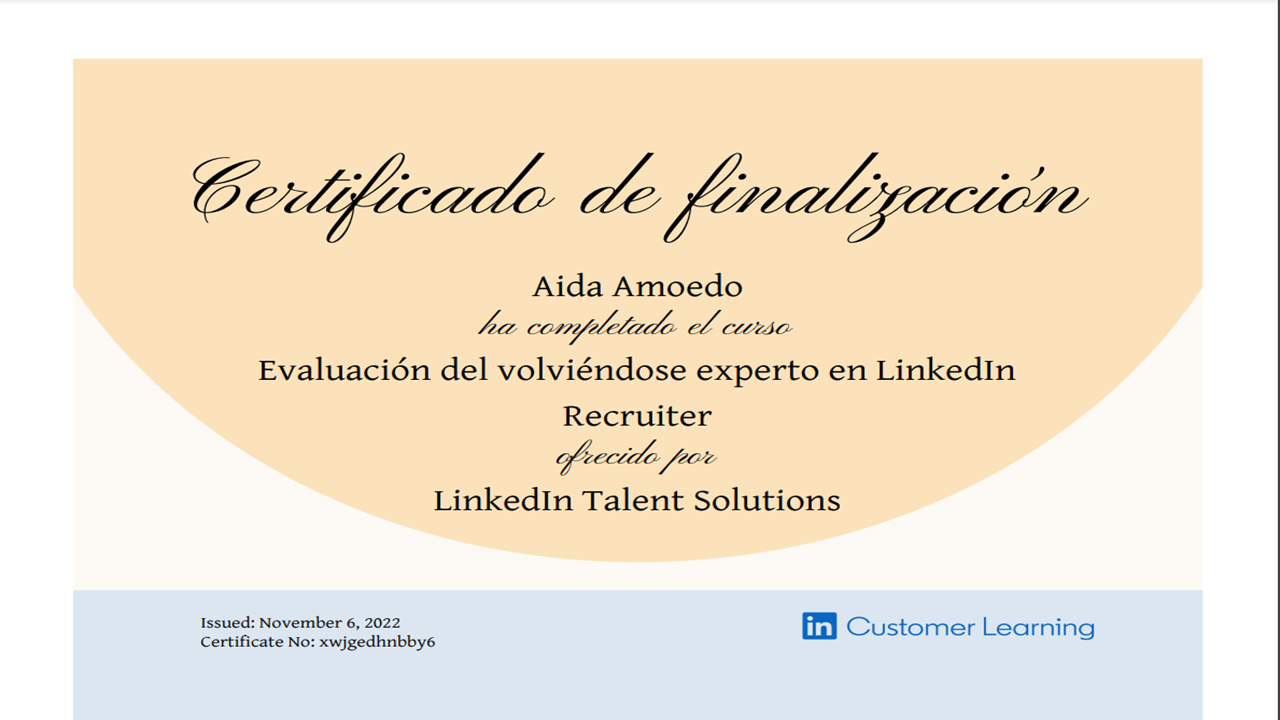 Certificado de finalización
Aida Amoedo
ha completado el curso
Evaluación del volviéndose experto en LinkedIn
Recruiter
ofrecido por
LinkedIn Talent Solutions
Issued: November 6, 2022
Certificate No: xwjgedhnbby6
in Customer Learning